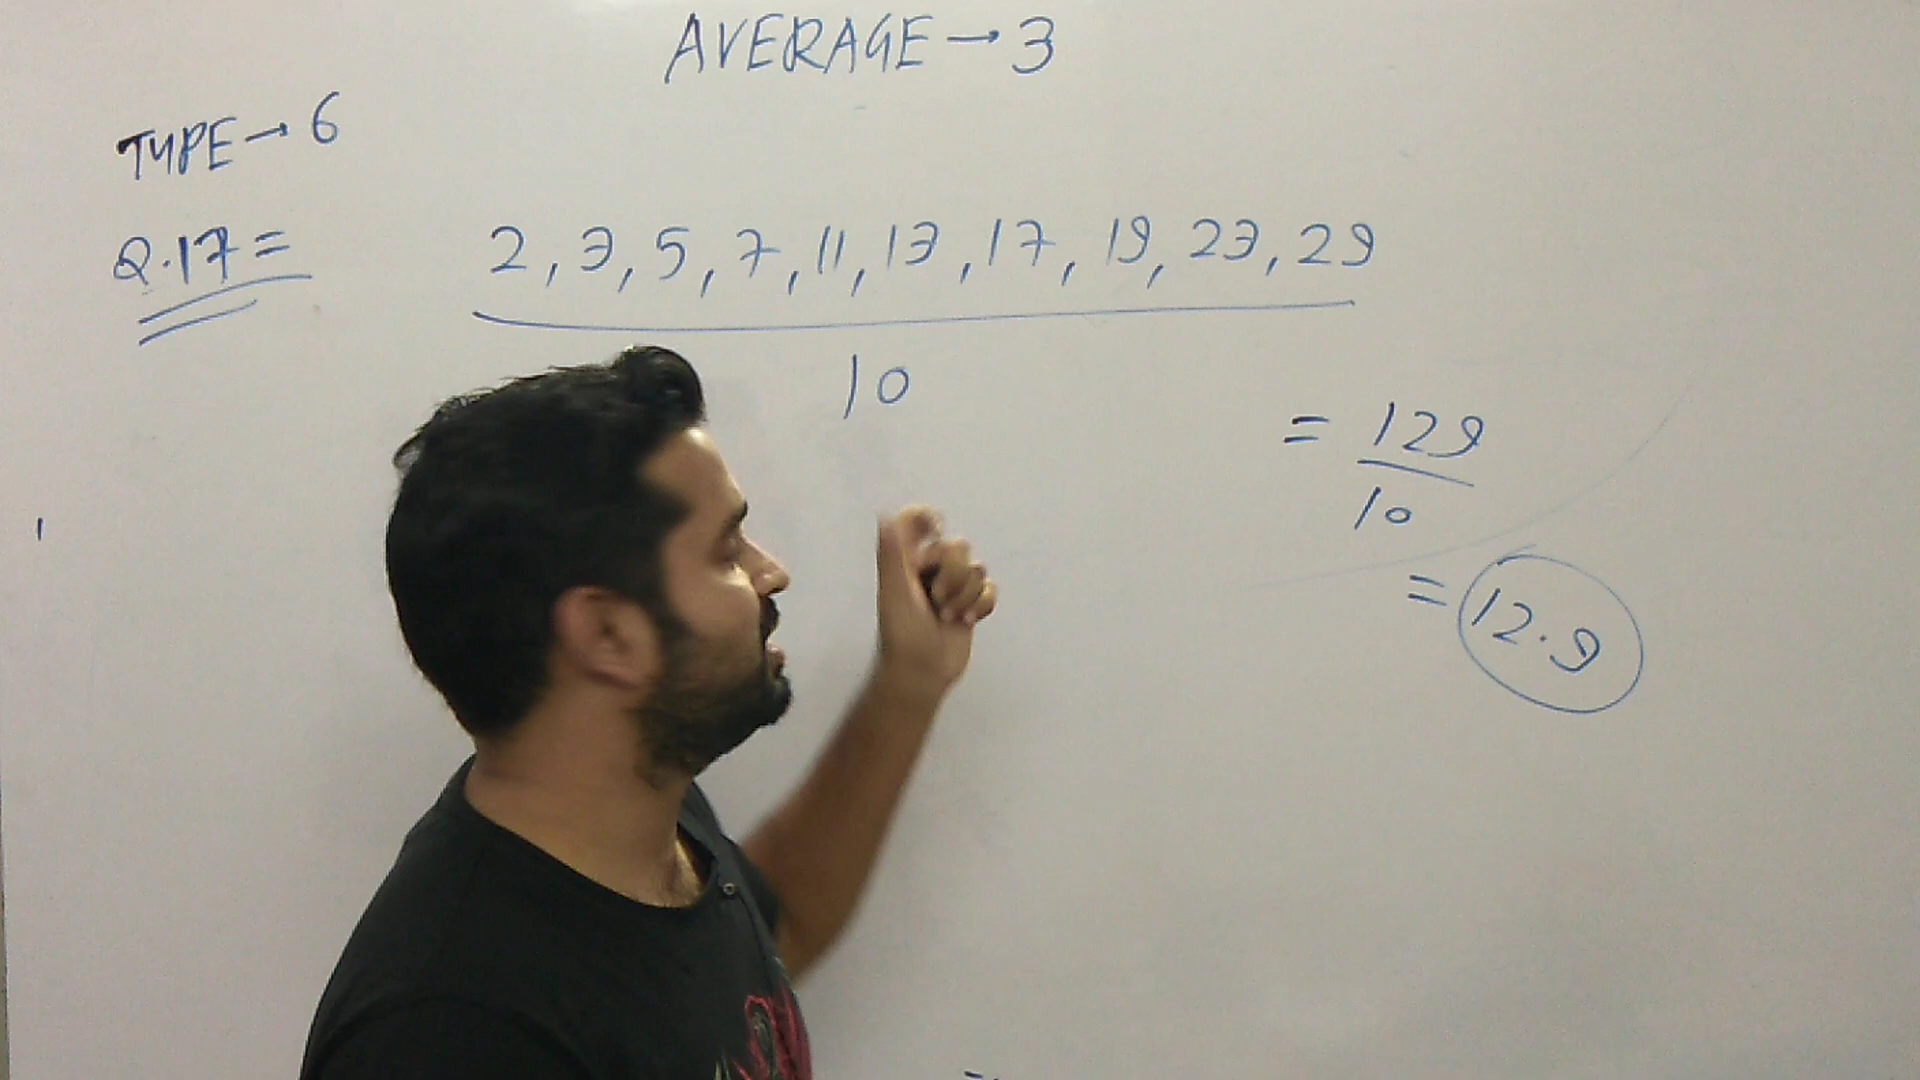 AVERAGE → 3
TYPE → 6
Q.17 = 2, 3, 5, 7, 11, 13, 17, 19, 23, 29
10
= 129
10
= 12.9